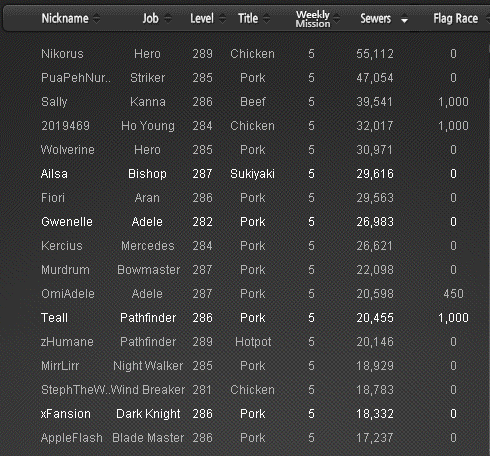 Nickname Job Level Title Weekly Mission Sewers Flag Race
Nikorus Hero 289 Chicken 5 55,112 0
PuaPehNur.. Striker 285 Pork 5 47,054 0
Sally Kanna 286 Beef 5 39,541 1,000
2019469 Ho Young 284 Chicken 5 32,017 1,000
Wolverine Hero 285 Pork 5 30,971 0
Ailsa Bishop 287 Sukiyaki 5 29,616 0
Fiori Aran 286 Pork 5 29,563 0
Gwenelle Adele 282 Pork 5 26,983 0
Kercius Mercedes 284 Pork 5 26,621 0
Murdrum Bowmaster 287 Pork 5 22,098 0
OmiAdele Adele 287 Pork 5 20,598 450
Teall Pathfinder 286 Pork 5 20,455 1,000
zHumane Pathfinder 289 Hotpot 5 20,146 0
MirrLirr Night Walker 285 Pork 5 18,929 0
StephTheW.. Wind Breaker 281 Chicken 5 18,783 0
xFansion Dark Knight 286 Pork 5 18,332 0
AppleFlash Blade Master 286 Pork 5 17,237 0